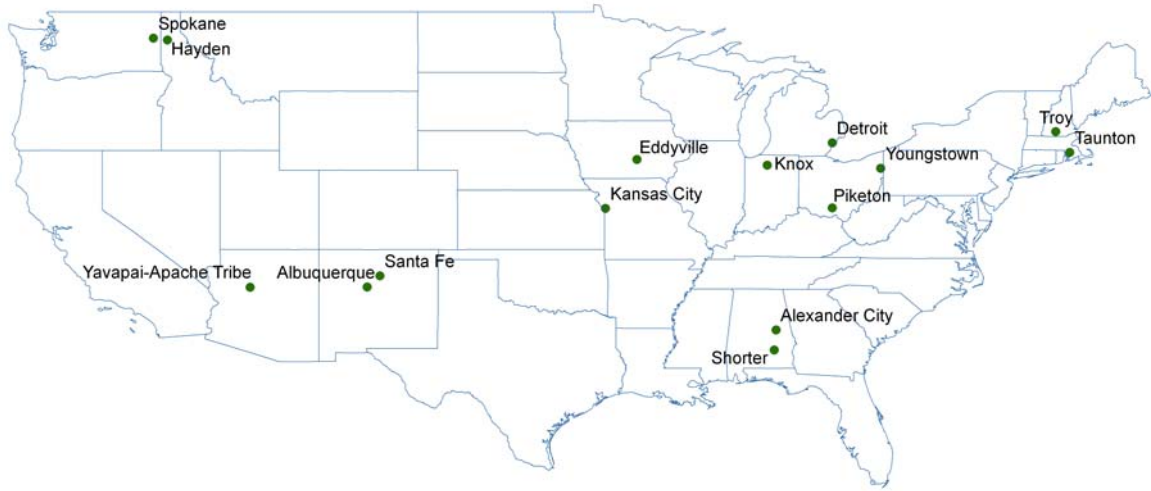 Spokane
Hayden
Troy
Detroit
Taunton
Eddyville
Youngstown
Knox
Kansas City
Piketon
Santa Fe
Yavapai-Apache Tribe
Albuquerque
Alexander City
Shorter